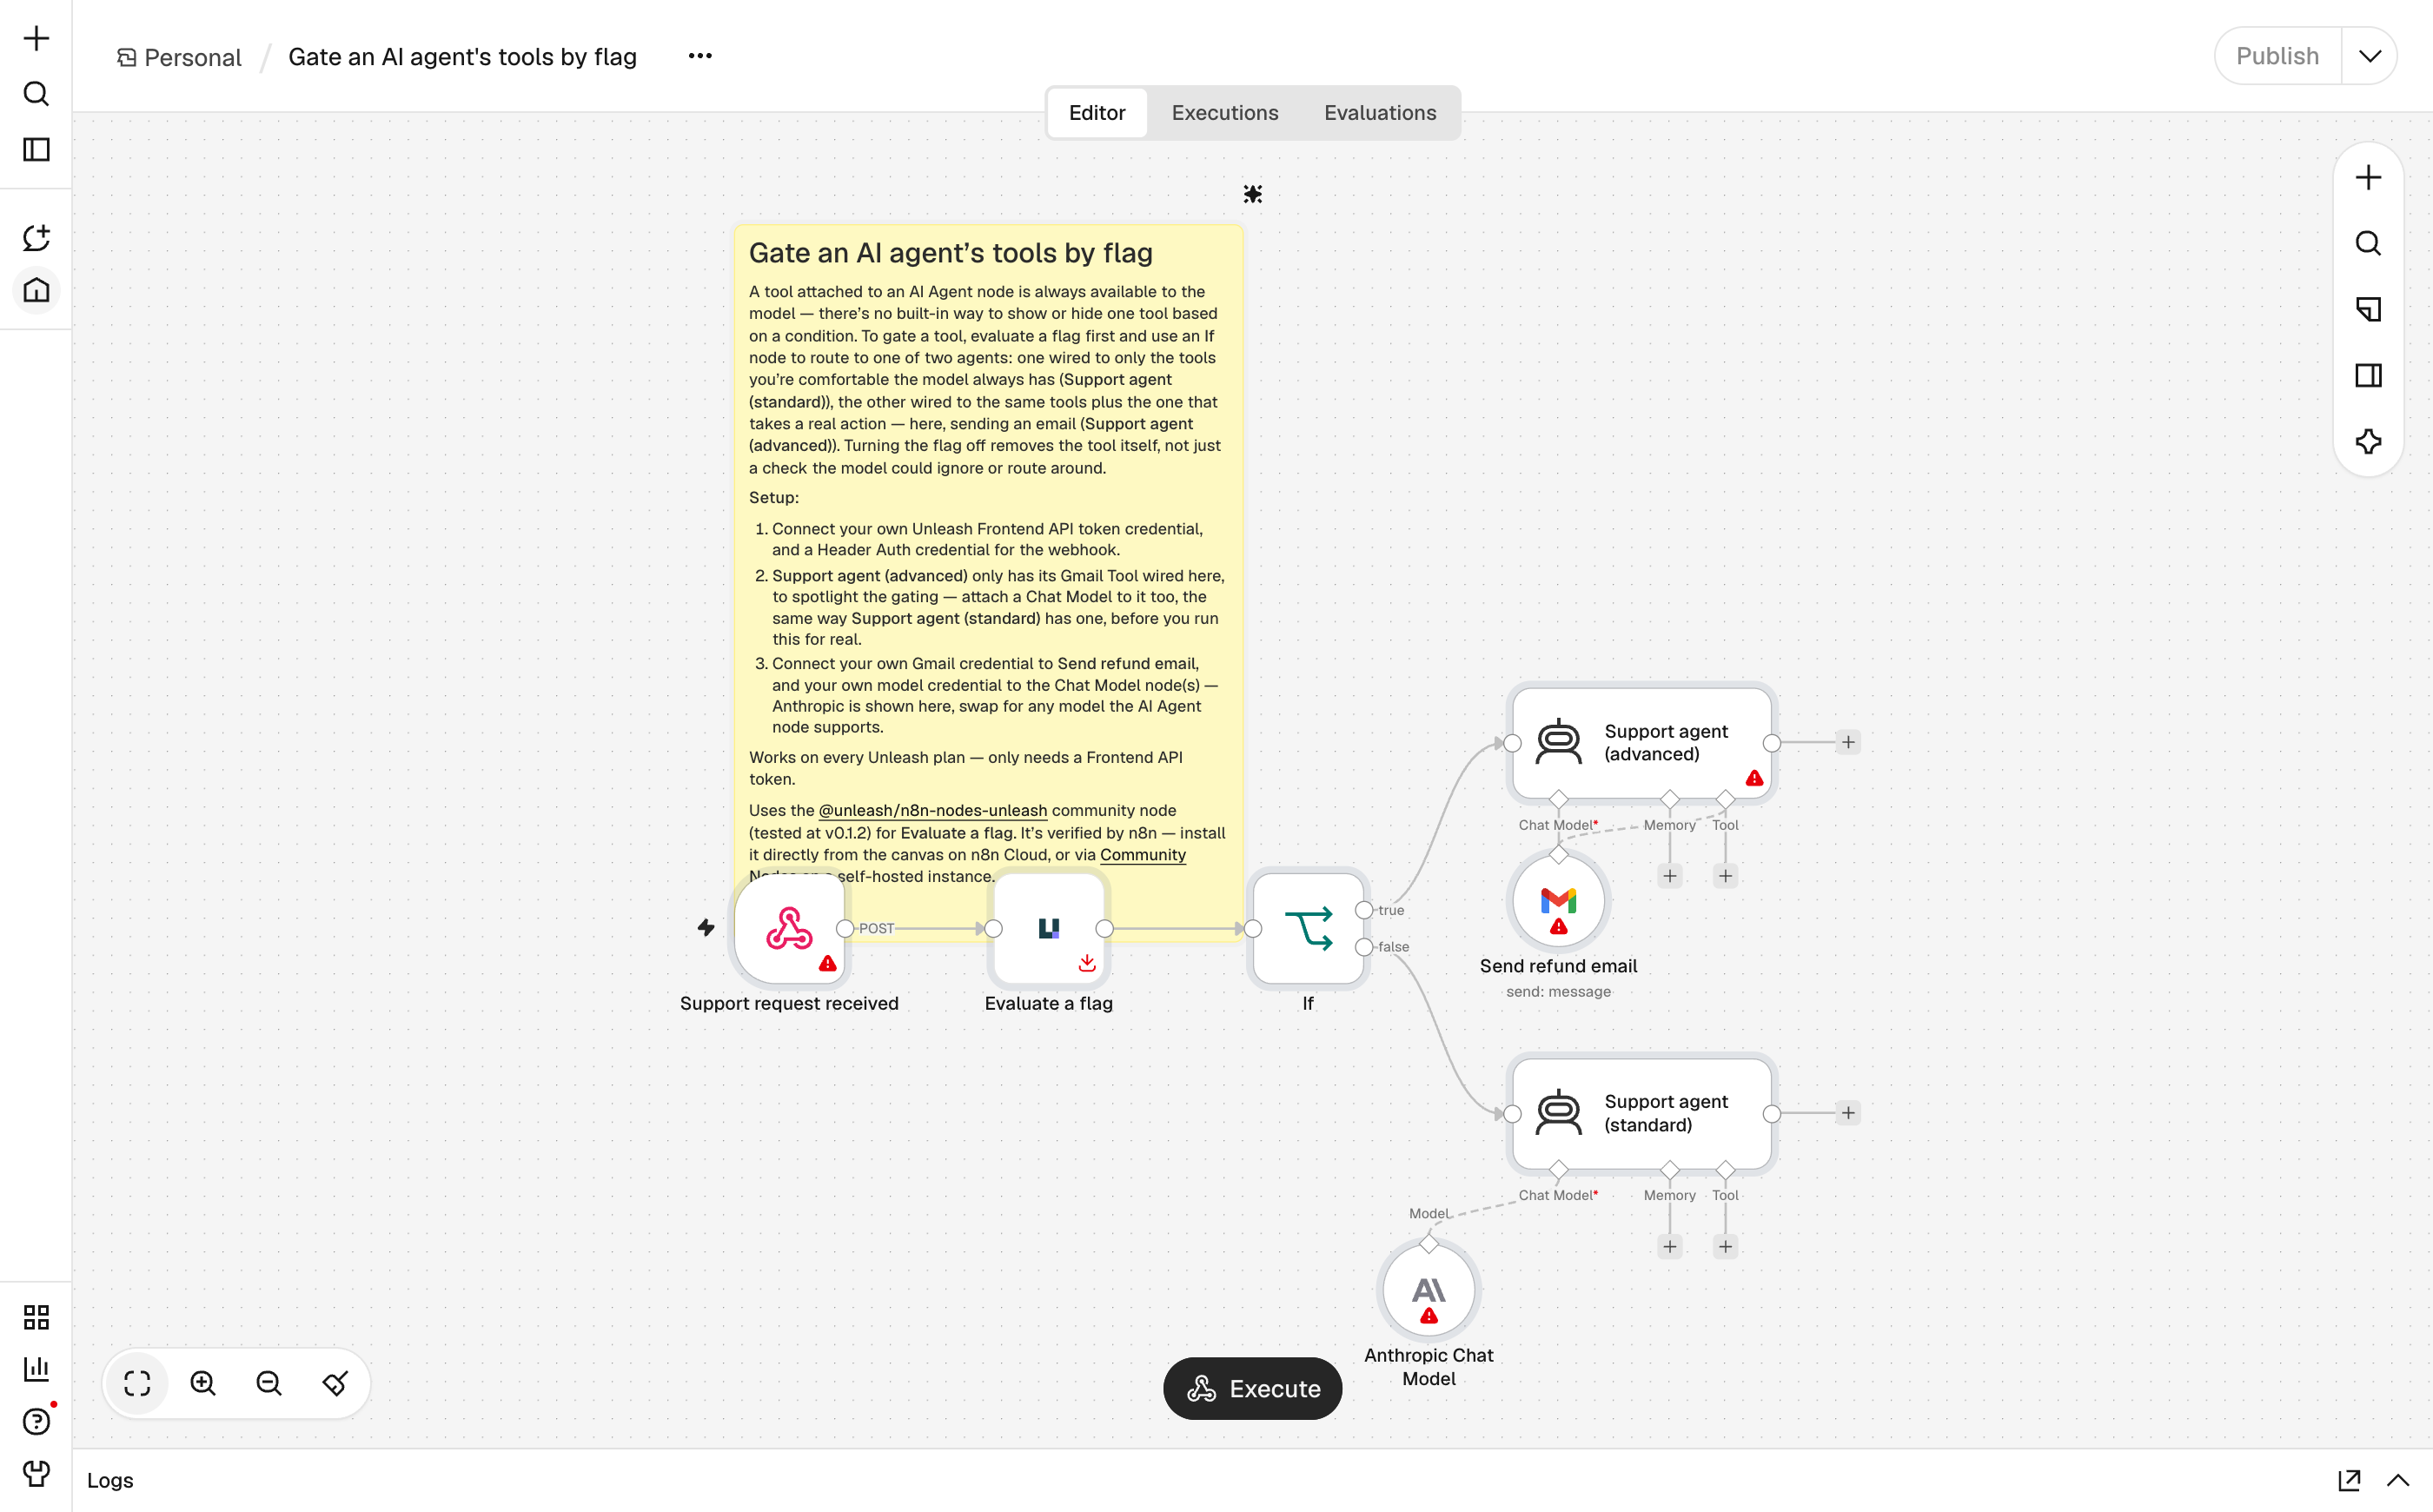 Personal / Gate an AI agent's tools by flag
Publish
Editor Executions Evaluations
Gate an AI agent’s tools by flag
A tool attached to an AI Agent node is always available to the
model — there’s no built-in way to show or hide one tool based
on a condition. To gate a tool, evaluate a flag first and use an If
node to route to one of two agents: one wired to only the tools
you’re comfortable the model always has (Support agent
(standard)), the other wired to the same tools plus the one that
takes a real action — here, sending an email (Support agent
(advanced)). Turning the flag off removes the tool itself, not just
a check the model could ignore or route around.
Setup:
1. Connect your own Unleash Frontend API token credential,
and a Header Auth credential for the webhook.
2. Support agent (advanced) only has its Gmail Tool wired here,
to spotlight the gating — attach a Chat Model to it too, the
same way Support agent (standard) has one, before you run
this for real.
3. Connect your own Gmail credential to Send refund email,
and your own model credential to the Chat Model node(s) —
Anthropic is shown here, swap for any model the AI Agent
node supports.
Works on every Unleash plan — only needs a Frontend API
token.
Uses the @unleash/n8n-nodes-unleash community node
(tested at v0.1.2) for Evaluate a flag. It’s verified by n8n — install
it directly from the canvas on n8n Cloud, or via Community
Nodes on a self-hosted instance.
POST
Support request received
Evaluate a flag
If
true
false
Support agent
(advanced)
Chat Model* Memory Tool
Send refund email
send: message
Support agent
(standard)
Chat Model* Memory Tool
Model
Anthropic Chat
Model
Execute
Logs